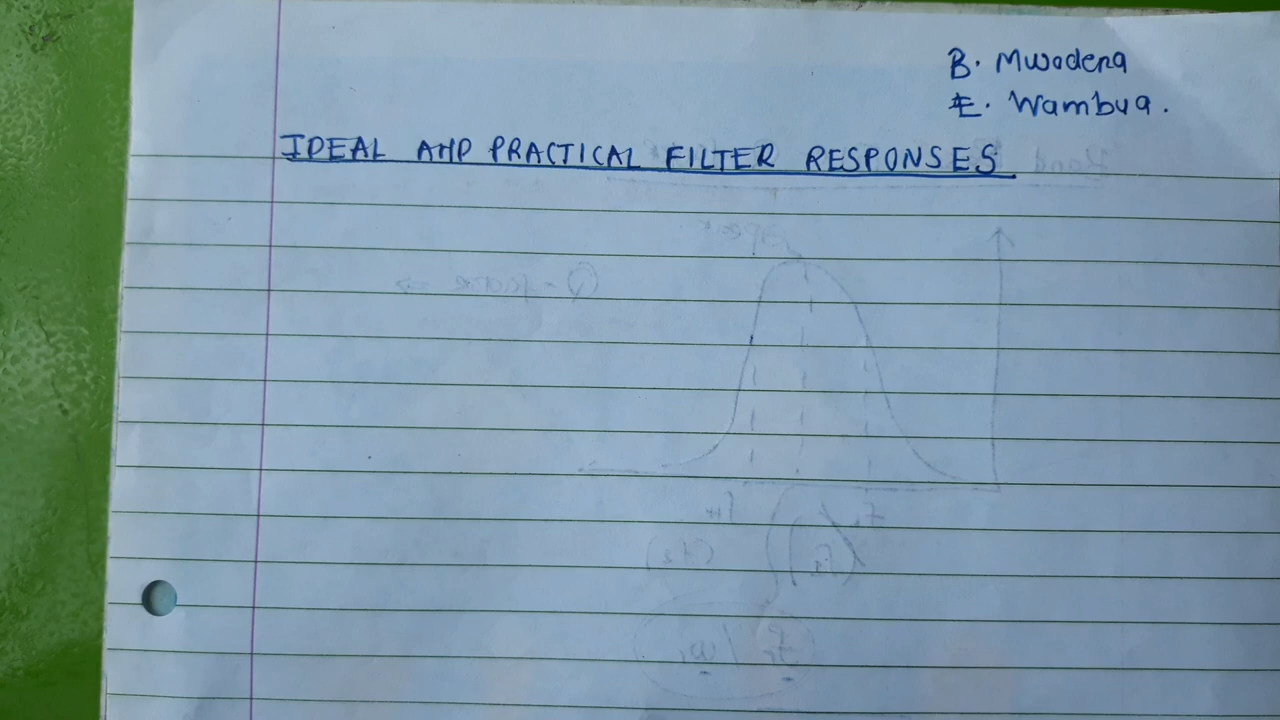 B. Mwadena
E. Wambua.
IDEAL AND PRACTICAL FILTER RESPONSES